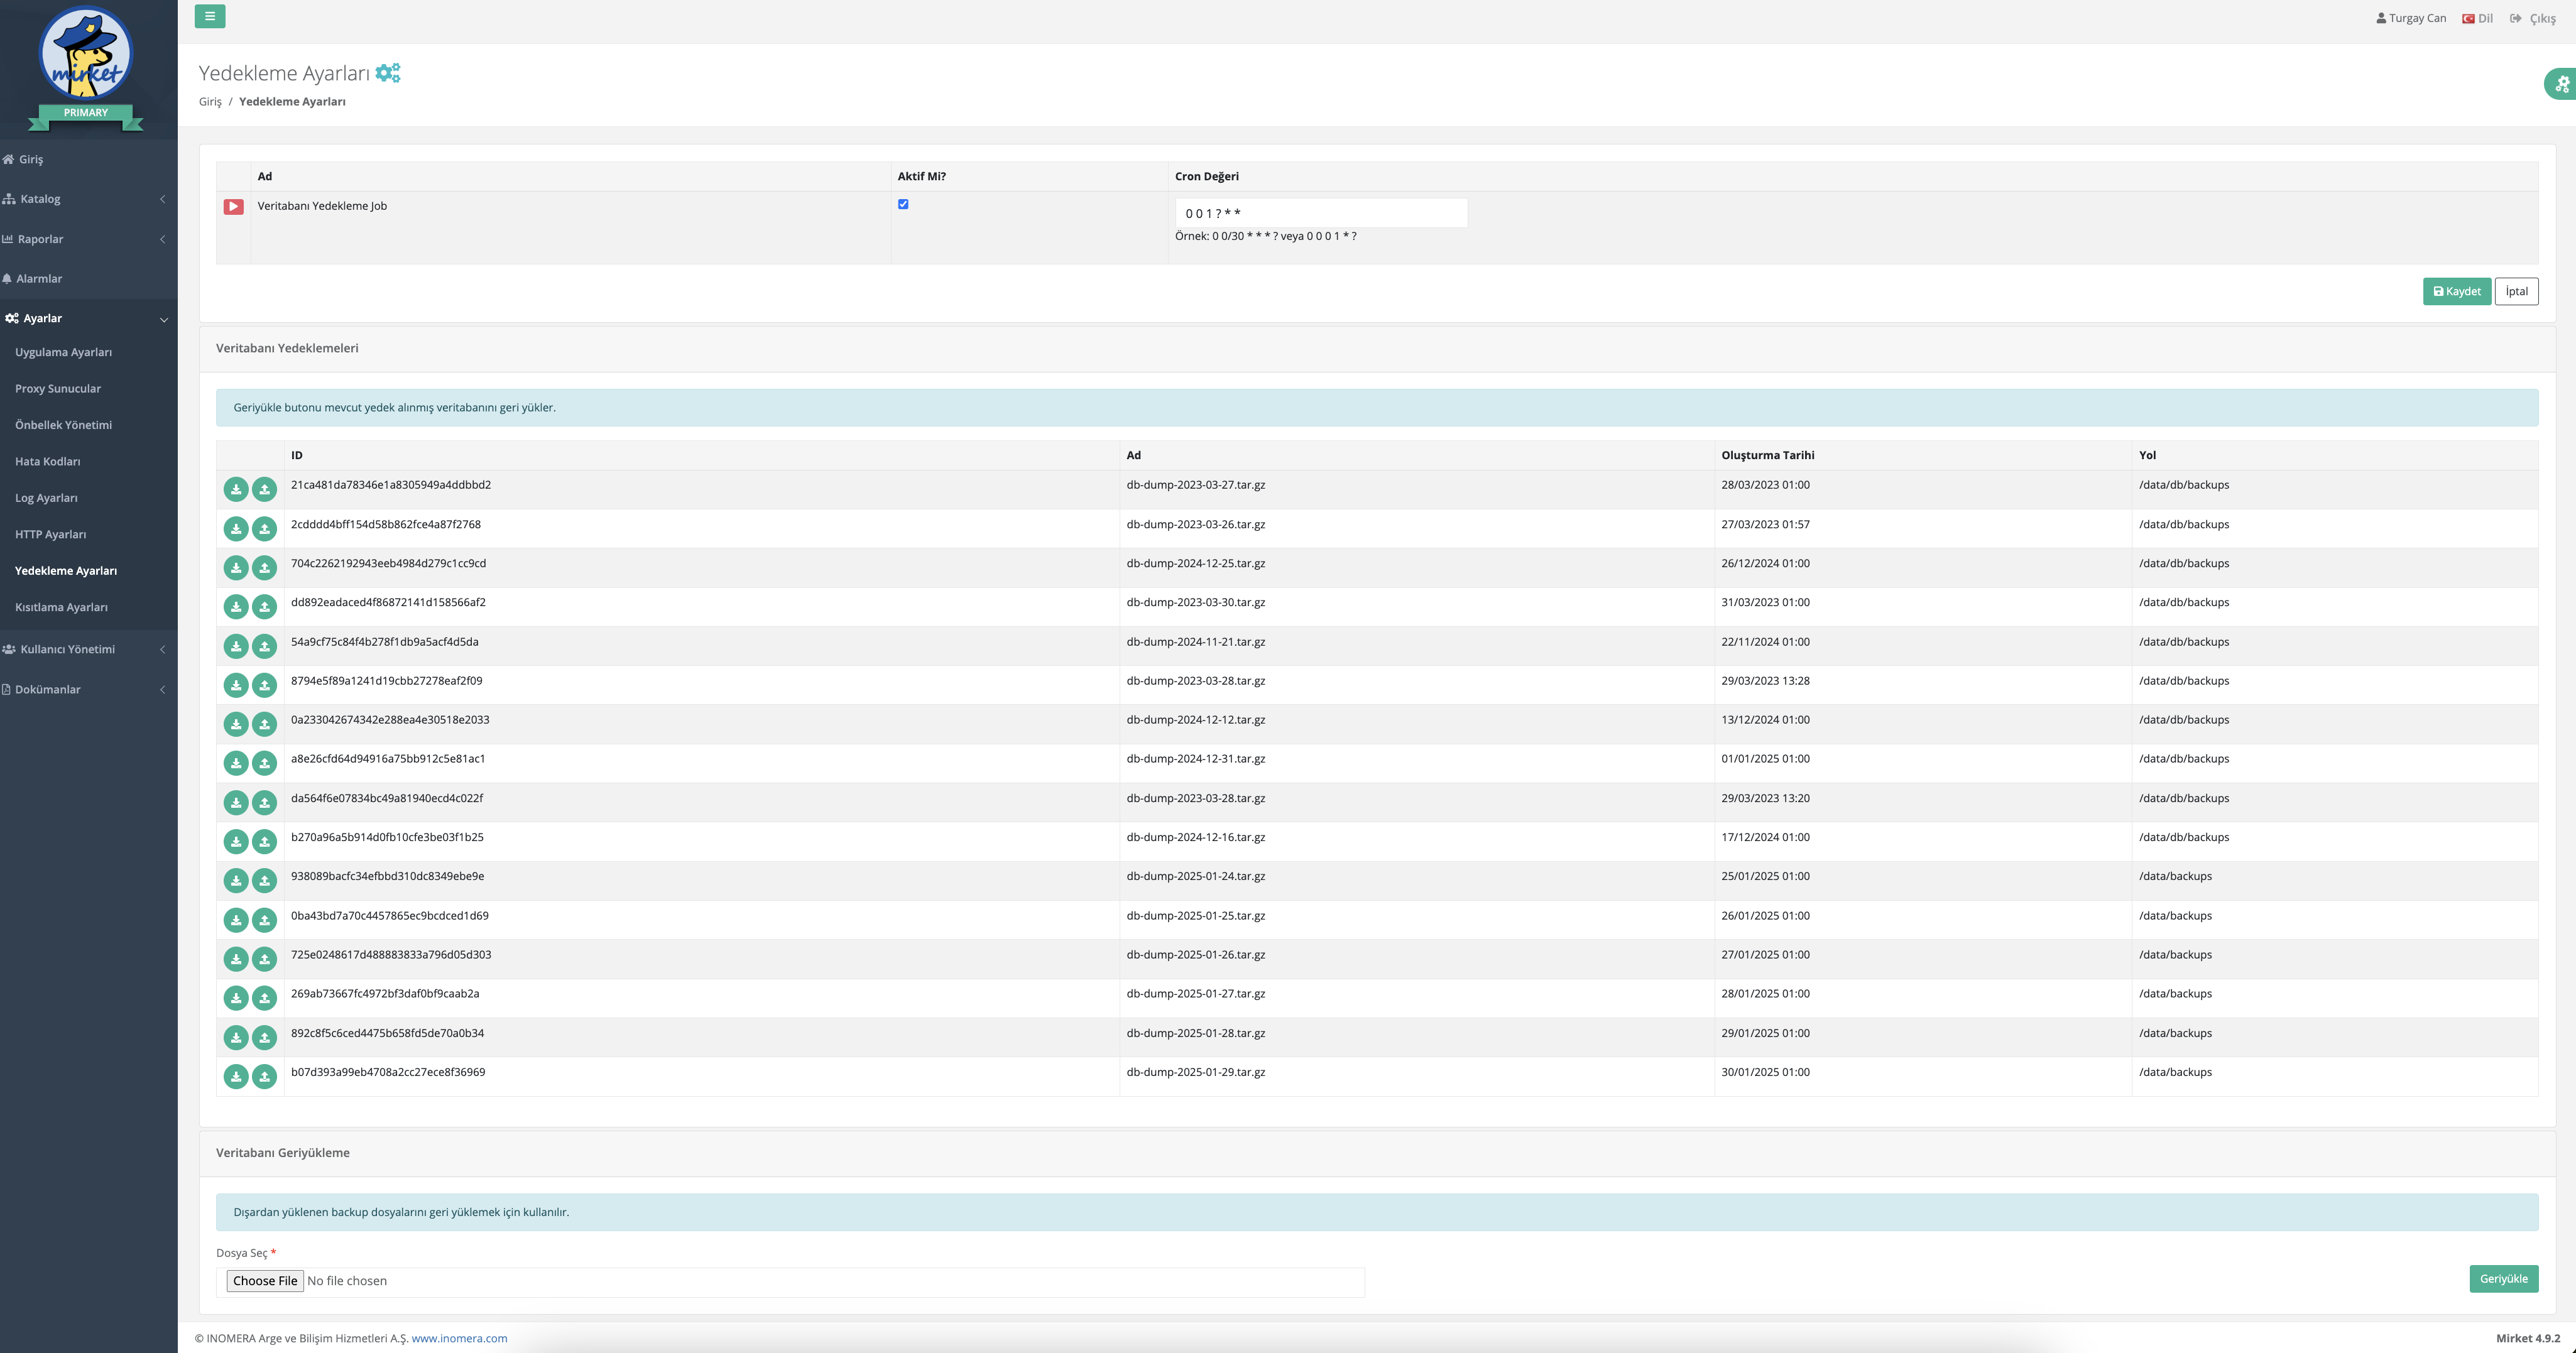 mirket
PRIMARY
Turgay Can
Dil
Çıkış
Yedekleme Ayarları
Giriş / Yedekleme Ayarları
Giriş
Katalog
Raporlar
Alarmlar
Ayarlar
Uygulama Ayarları
Proxy Sunucular
Önbellek Yönetimi
Hata Kodları
Log Ayarları
HTTP Ayarları
Yedekleme Ayarları
Kısıtlama Ayarları
Kullanıcı Yönetimi
Dokümanlar
Ad Aktif Mi? Cron Değeri
Veritabanı Yedekleme Job 0 0 1 ? * *
Örnek: 0 0/30 * * * ? veya 0 0 0 1 * ?
Kaydet İptal
Veritabanı Yedeklemeleri
Geriyükle butonu mevcut yedek alınmış veritabanını geri yükler.
ID Ad Oluşturma Tarihi Yol
21ca481da78346e1a8305949a4ddbbd2 db-dump-2023-03-27.tar.gz 28/03/2023 01:00 /data/db/backups
2cdddd4bff154d58b862fce4a87f2768 db-dump-2023-03-26.tar.gz 27/03/2023 01:57 /data/db/backups
704c2262192943eeb4984d279c1cc9cd db-dump-2024-12-25.tar.gz 26/12/2024 01:00 /data/db/backups
dd892eadaced4f86872141d158566af2 db-dump-2023-03-30.tar.gz 31/03/2023 01:00 /data/db/backups
54a9cf75c84f4b278f1db9a5acf4d5da db-dump-2024-11-21.tar.gz 22/11/2024 01:00 /data/db/backups
8794e5f89a1241d19cbb27278eaf2f09 db-dump-2023-03-28.tar.gz 29/03/2023 13:28 /data/db/backups
0a233042674342e288ea4e30518e2033 db-dump-2024-12-12.tar.gz 13/12/2024 01:00 /data/db/backups
a8e26cfd64d94916a75bb912c5e81ac1 db-dump-2024-12-31.tar.gz 01/01/2025 01:00 /data/db/backups
da564f6e07834bc49a81940ecd4c022f db-dump-2023-03-28.tar.gz 29/03/2023 13:20 /data/db/backups
b270a96a5b914d0fb10cfe3be03f1b25 db-dump-2024-12-16.tar.gz 17/12/2024 01:00 /data/db/backups
938089bacfc34efbbd310dc8349ebe9e db-dump-2025-01-24.tar.gz 25/01/2025 01:00 /data/backups
0ba43bd7a70c4457865ec9bcdced1d69 db-dump-2025-01-25.tar.gz 26/01/2025 01:00 /data/backups
725e0248617d488883833a796d05d303 db-dump-2025-01-26.tar.gz 27/01/2025 01:00 /data/backups
269ab73667fc4972bf3daf0bf9caab2a db-dump-2025-01-27.tar.gz 28/01/2025 01:00 /data/backups
892c8f5c6ced4475b658fd5de70a0b34 db-dump-2025-01-28.tar.gz 29/01/2025 01:00 /data/backups
b07d393a99eb4708a2cc27ece8f36969 db-dump-2025-01-29.tar.gz 30/01/2025 01:00 /data/backups
Veritabanı Geriyükleme
Dışardan yüklenen backup dosyalarını geri yüklemek için kullanılır.
Dosya Seç *
Choose File No file chosen
Geriyükle
© INOMERA Arge ve Bilişim Hizmetleri A.Ş. www.inomera.com
Mirket 4.9.2